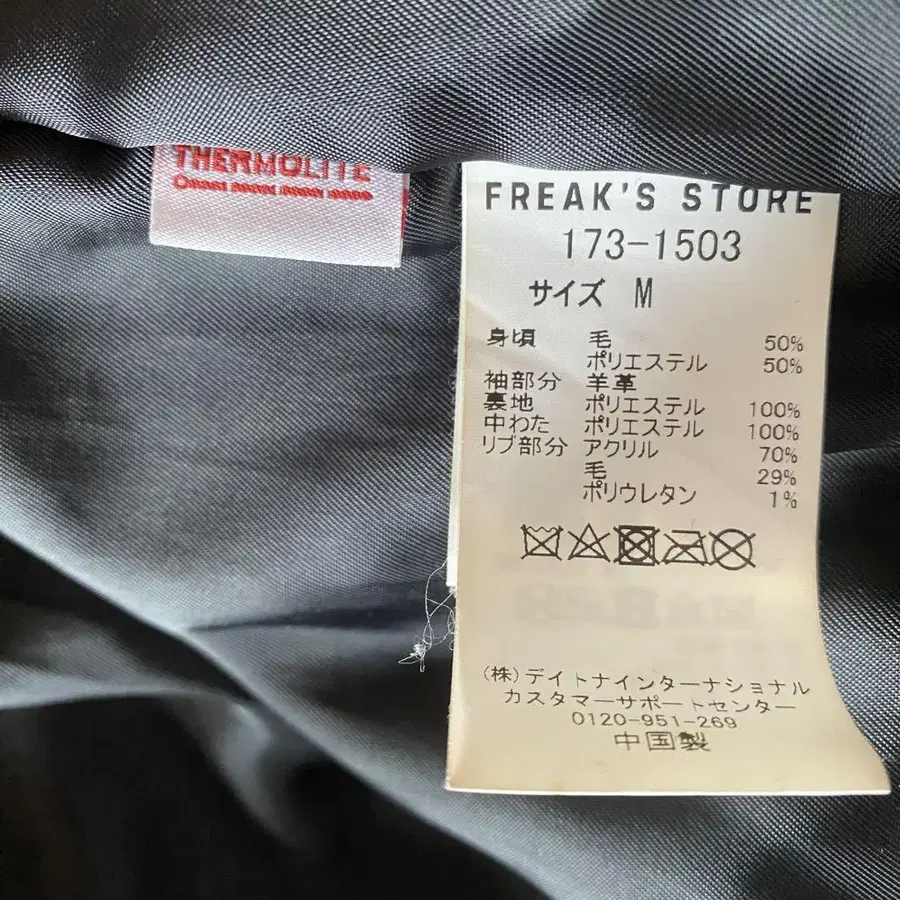 THERMOLITE
FREAK'S STORE
173-1503
サイズ M
身頃 毛 50%
ポリエステル 50%
袖部分 羊革
裏地 ポリエステル 100%
中わた ポリエステル 100%
リブ部分 アクリル 70%
毛 29%
ポリウレタン 1%
(株)デイトナインターナショナル
カスタマーサポートセンター
0120-951-269
中国製